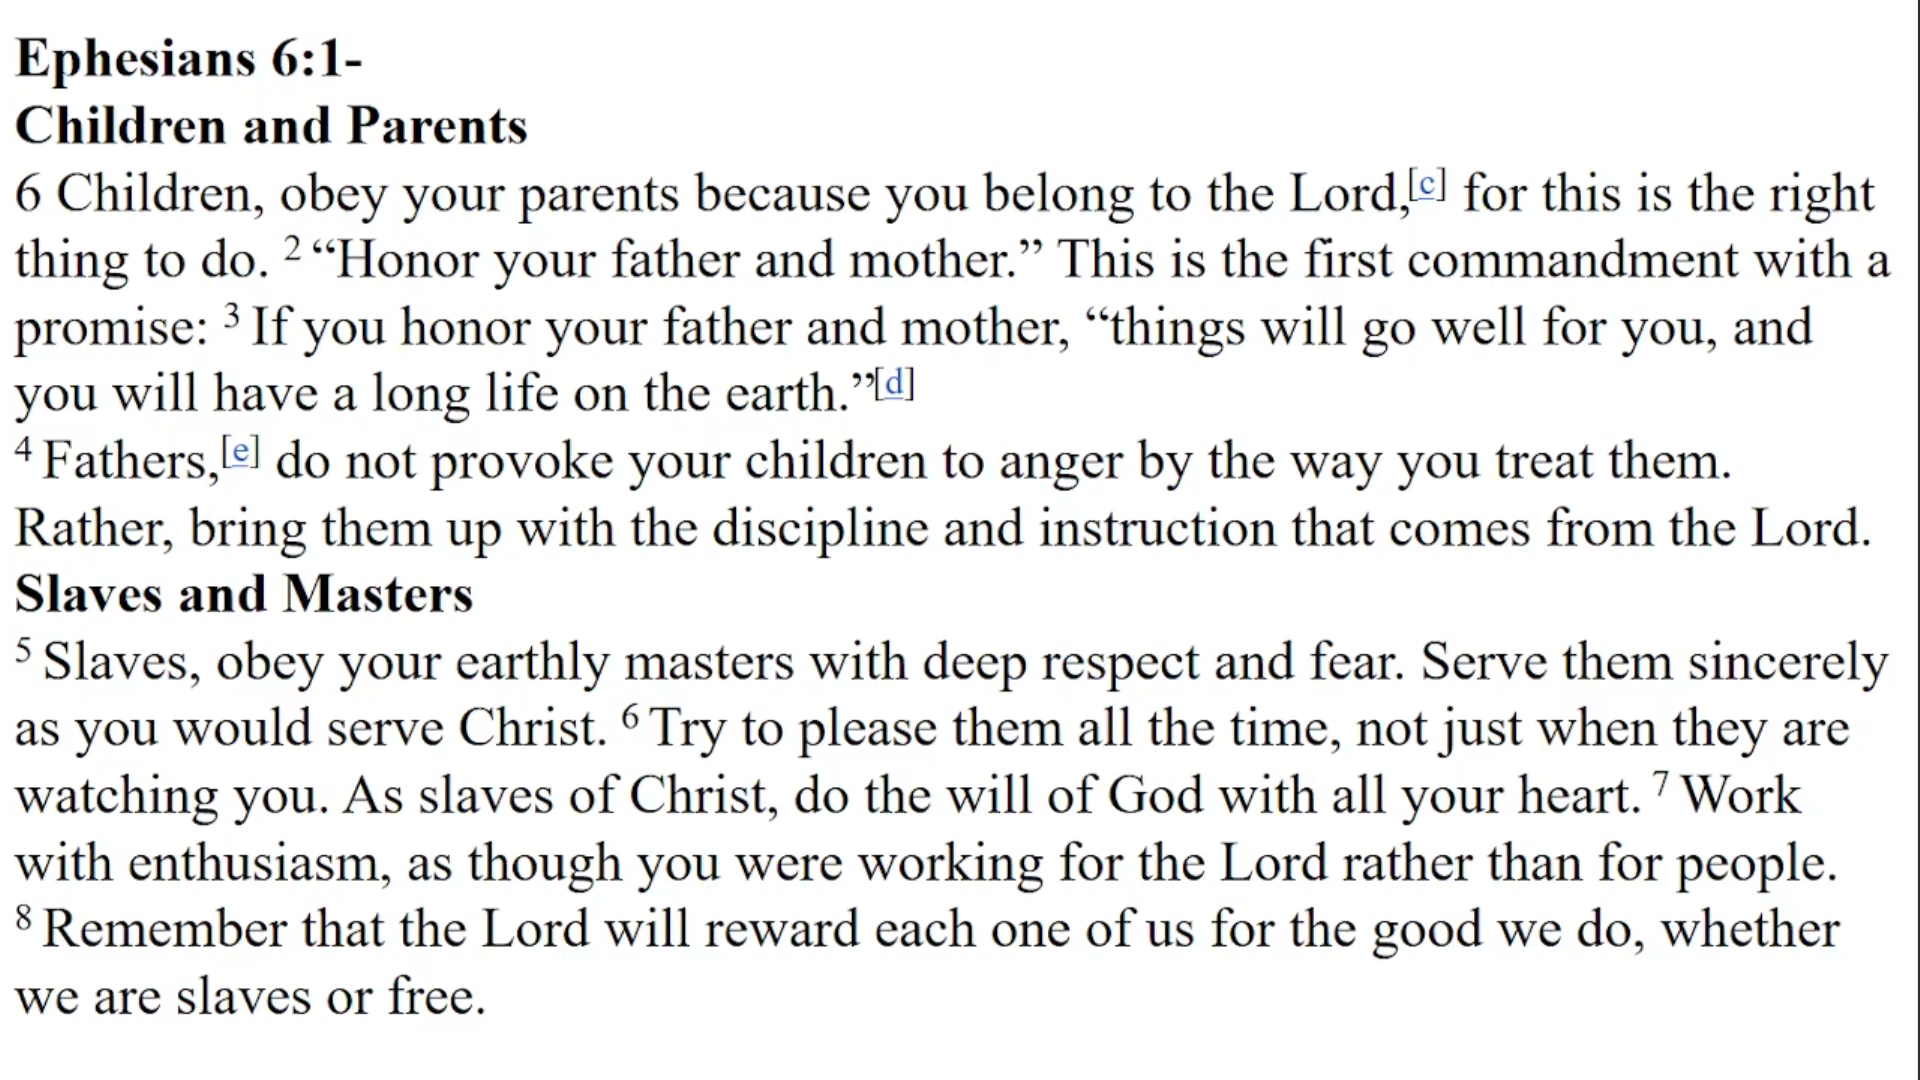 Ephesians 6:1-
Children and Parents
6 Children, obey your parents because you belong to the Lord,[c] for this is the right
thing to do. 2 “Honor your father and mother.” This is the first commandment with a
promise: 3 If you honor your father and mother, “things will go well for you, and
you will have a long life on the earth.”[d]
4 Fathers,[e] do not provoke your children to anger by the way you treat them.
Rather, bring them up with the discipline and instruction that comes from the Lord.
Slaves and Masters
5 Slaves, obey your earthly masters with deep respect and fear. Serve them sincerely
as you would serve Christ. 6 Try to please them all the time, not just when they are
watching you. As slaves of Christ, do the will of God with all your heart. 7 Work
with enthusiasm, as though you were working for the Lord rather than for people.
8 Remember that the Lord will reward each one of us for the good we do, whether
we are slaves or free.